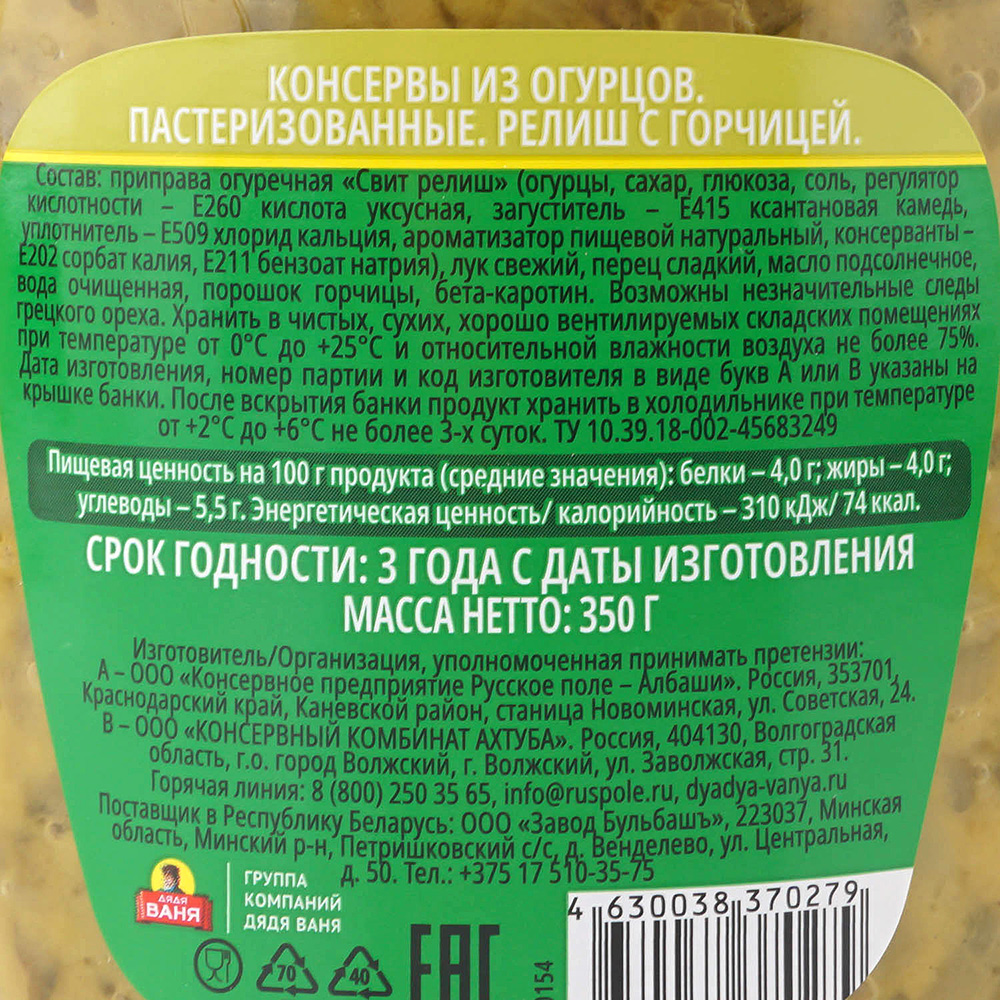 КОНСЕРВЫ ИЗ ОГУРЦОВ.
ПАСТЕРИЗОВАННЫЕ. РЕЛИШ С ГОРЧИЦЕЙ.
Состав: приправа огуречная «Свит релиш» (огурцы, сахар, глюкоза, соль, регулятор
кислотности – Е260 кислота уксусная, загуститель – Е415 ксантановая камедь,
уплотнитель – Е509 хлорид кальция, ароматизатор пищевой натуральный, консерванты –
Е202 сорбат калия, Е211 бензоат натрия), лук свежий, перец сладкий, масло подсолнечное,
вода очищенная, порошок горчицы, бета-каротин. Возможны незначительные следы
грецкого ореха. Хранить в чистых, сухих, хорошо вентилируемых складских помещениях
при температуре от 0°С до +25°С и относительной влажности воздуха не более 75%.
Дата изготовления, номер партии и код изготовителя в виде букв А или В указаны на
крышке банки. После вскрытия банки продукт хранить в холодильнике при температуре
от +2°С до +6°С не более 3-х суток. ТУ 10.39.18-002-45683249
Пищевая ценность на 100 г продукта (средние значения): белки – 4,0 г; жиры – 4,0 г;
углеводы – 5,5 г. Энергетическая ценность/ калорийность – 310 кДж/ 74 ккал.
СРОК ГОДНОСТИ: 3 ГОДА С ДАТЫ ИЗГОТОВЛЕНИЯ
МАССА НЕТТО: 350 Г
Изготовитель/Организация, уполномоченная принимать претензии:
А – ООО «Консервное предприятие Русское поле – Албаши». Россия, 353701,
Краснодарский край, Каневской район, станица Новоминская, ул. Советская, 24.
В – ООО «КОНСЕРВНЫЙ КОМБИНАТ АХТУБА». Россия, 404130, Волгоградская
область, г.о. город Волжский, г. Волжский, ул. Заволжская, стр. 31.
Горячая линия: 8 (800) 250 35 65, info@ruspole.ru, dyadya-vanya.ru
Поставщик в Республику Беларусь: ООО «Завод Бульбашъ», 223037, Минская
область, Минский р-н, Петришковский с/с, д. Венделево, ул. Центральная,
д. 50. Тел.: +375 17 510-35-75
ДЯДЯ
ВАНЯ
ГРУППА
КОМПАНИЙ
ДЯДЯ ВАНЯ
70
40
EAC
0154
4 630038 370279